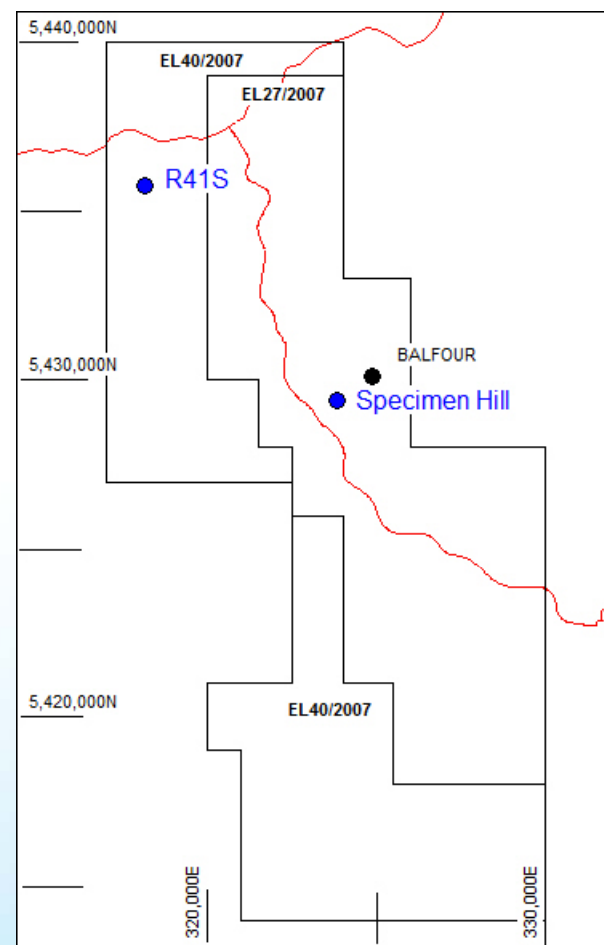 5,440,000N
EL40/2007
EL27/2007
R41S
5,430,000N
BALFOUR
Specimen Hill
5,420,000N
EL40/2007
320,000E
330,000E